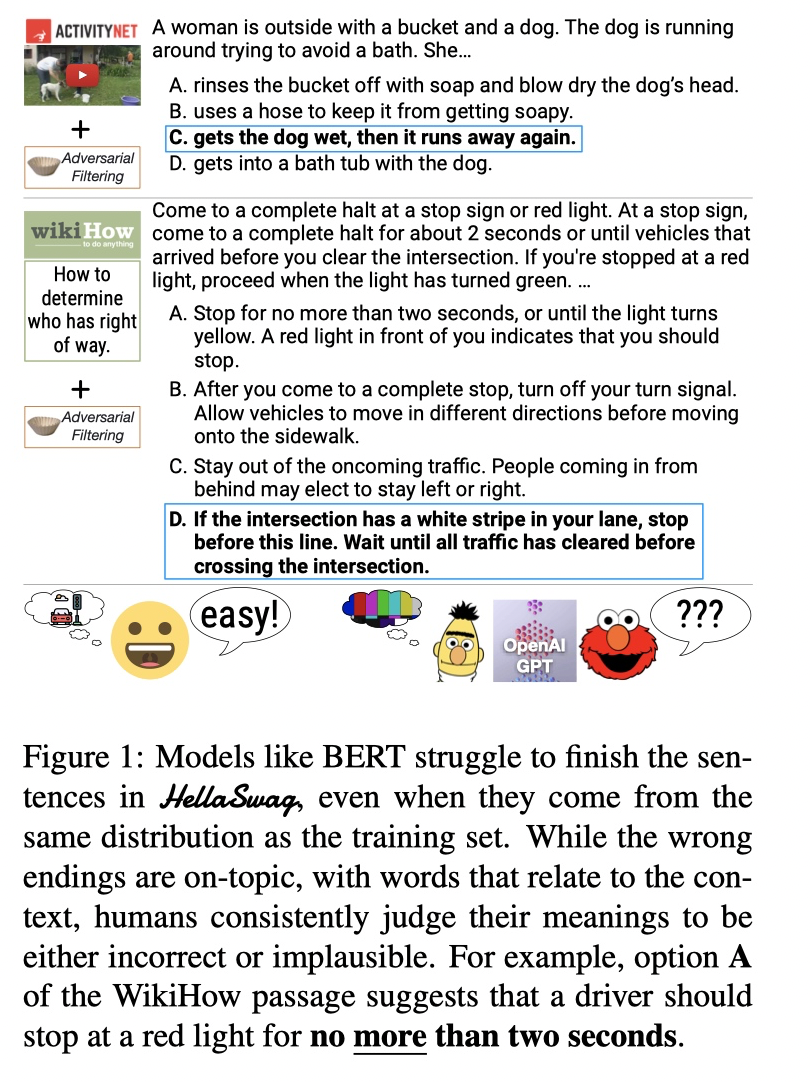 ACTIVITYNET
+
Adversarial
Filtering
A woman is outside with a bucket and a dog. The dog is running
around trying to avoid a bath. She…
A. rinses the bucket off with soap and blow dry the dog's head.
B. uses a hose to keep it from getting soapy.
C. gets the dog wet, then it runs away again.
D. gets into a bath tub with the dog.
wikiHow
to do anything
How to
determine
who has right
of way.
+
Adversarial
Filtering
Come to a complete halt at a stop sign or red light. At a stop sign,
come to a complete halt for about 2 seconds or until vehicles that
arrived before you clear the intersection. If you're stopped at a red
light, proceed when the light has turned green. …
A. Stop for no more than two seconds, or until the light turns
yellow. A red light in front of you indicates that you should
stop.
B. After you come to a complete stop, turn off your turn signal.
Allow vehicles to move in different directions before moving
onto the sidewalk.
C. Stay out of the oncoming traffic. People coming in from
behind may elect to stay left or right.
D. If the intersection has a white stripe in your lane, stop
before this line. Wait until all traffic has cleared before
crossing the intersection.
easy!
OpenAI
GPT
???
Figure 1: Models like BERT struggle to finish the sen-
tences in HellaSwag, even when they come from the
same distribution as the training set. While the wrong
endings are on-topic, with words that relate to the con-
text, humans consistently judge their meanings to be
either incorrect or implausible. For example, option A
of the WikiHow passage suggests that a driver should
stop at a red light for no more than two seconds.